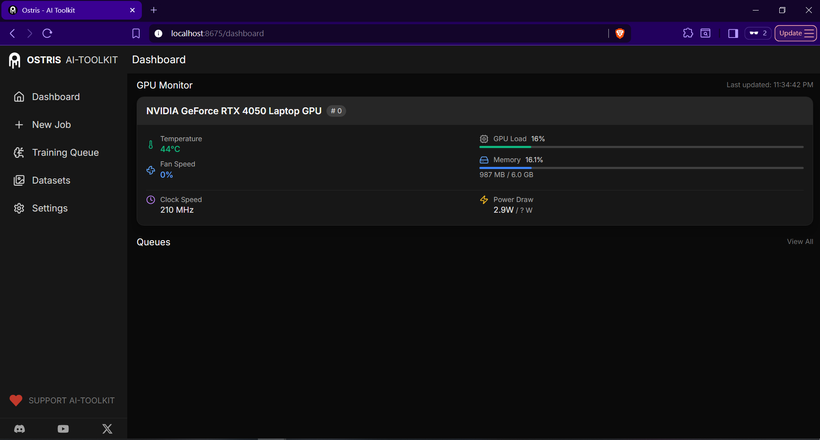 Ostris - AI Toolkit
localhost:8675/dashboard
2
Update
OSTRIS AI-TOOLKIT
Dashboard
Dashboard
New Job
Training Queue
Datasets
Settings
SUPPORT AI-TOOLKIT
GPU Monitor
Last updated: 11:34:42 PM
NVIDIA GeForce RTX 4050 Laptop GPU # 0
Temperature
44°C
Fan Speed
0%
GPU Load 16%
Memory 16.1%
987 MB / 6.0 GB
Clock Speed
210 MHz
Power Draw
2.9W / ? W
Queues
View All